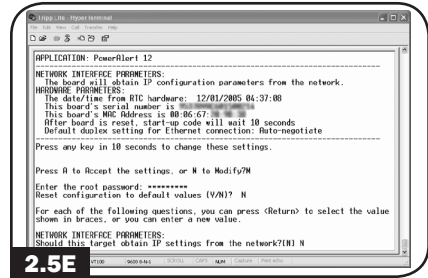 Tripp Lite - HyperTerminal
File Edit View Call Transfer Help
APPLICATION: PowerAlert 12
NETWORK INTERFACE PARAMETERS:
The board will obtain IP configuration parameters from the network.
HARDWARE PARAMETERS:
The date/time from RTC hardware: 12/01/2005 04:37:08
This board's serial number is
This board's MAC Address is 00:06:67:
After board is reset, start-up code will wait 10 seconds
Default duplex setting for Ethernet connection: Auto-negotiate
Press any key in 10 seconds to change these settings.
Press A to Accept the settings, or M to Modify?M
Enter the root password: *********
Reset configuration to default values (Y/N)? N
For each of the following questions, you can press <Return> to select the value
shown in braces, or you can enter a new value.
NETWORK INTERFACE PARAMETERS:
Should this target obtain IP settings from the network?[N] N
VT100 9600 8-N-1 SCROLL CAPS NUM Capture Print echo
2.5E